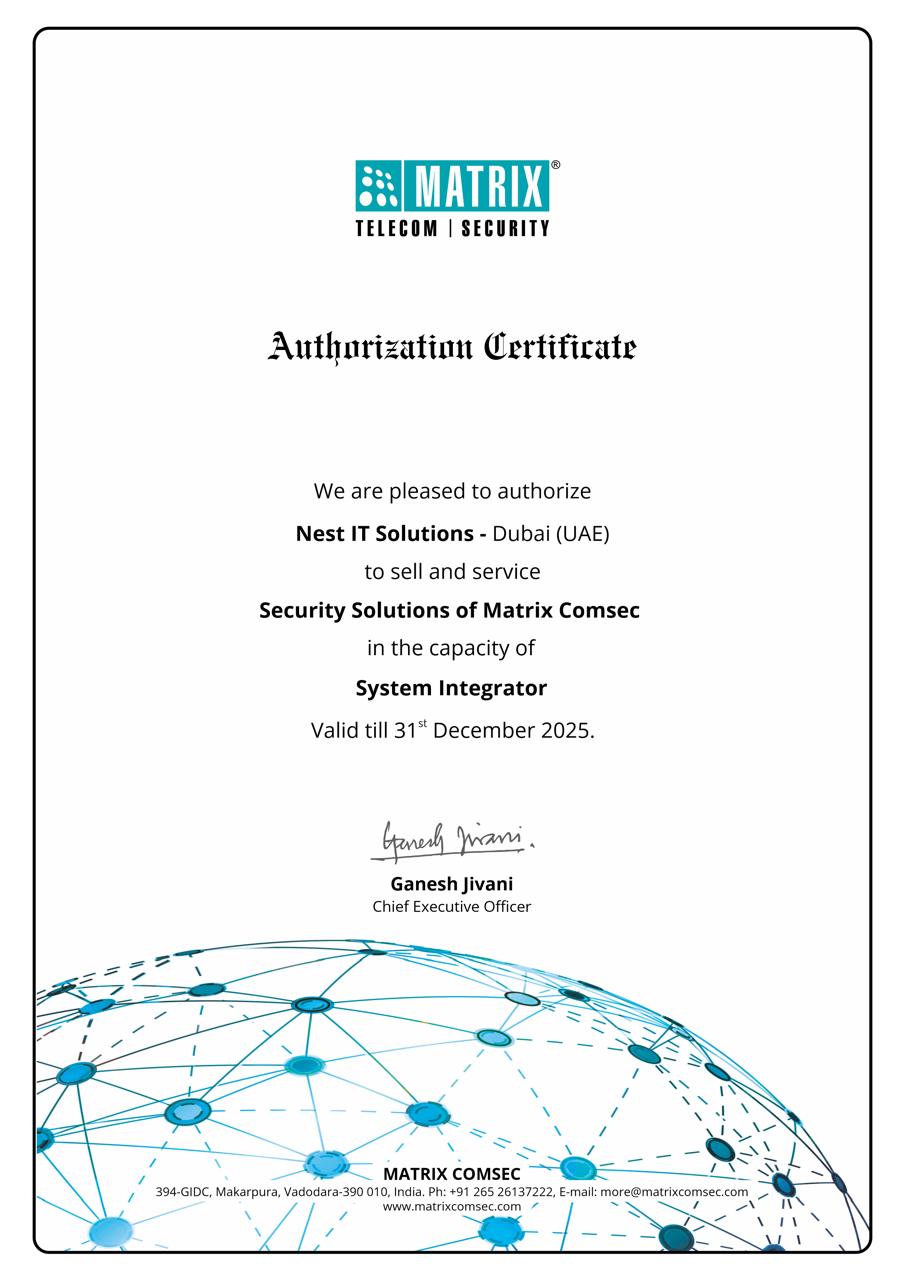 MATRIX®
TELECOM | SECURITY
Authorization Certificate
We are pleased to authorize
Nest IT Solutions - Dubai (UAE)
to sell and service
Security Solutions of Matrix Comsec
in the capacity of
System Integrator
Valid till 31st December 2025.
Ganesh Jivani.
Ganesh Jivani
Chief Executive Officer
MATRIX COMSEC
394-GIDC, Makarpura, Vadodara-390 010, India. Ph: +91 265 26137222, E-mail: more@matrixcomsec.com
www.matrixcomsec.com